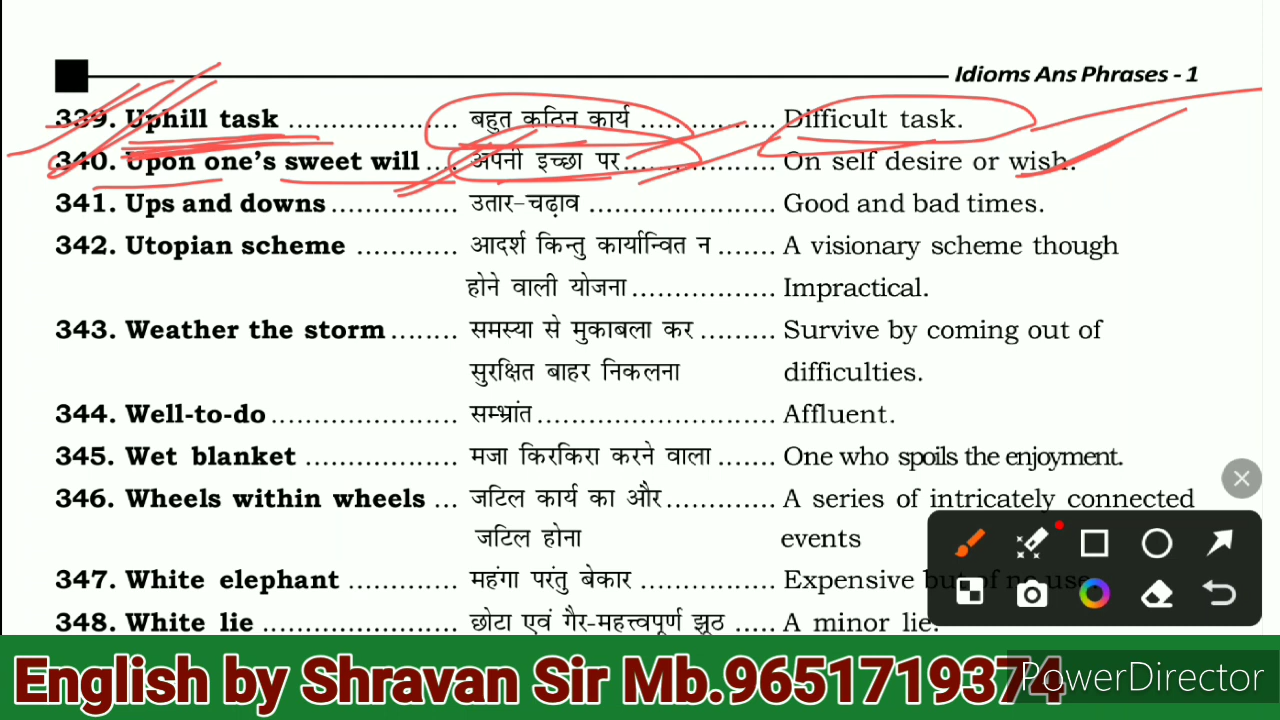 Idioms Ans Phrases - 1
339. Uphill task .................... बहुत कठिन कार्य ................ Difficult task.
340. Upon one's sweet will .... अपनी इच्छा पर .................. On self desire or wish.
341. Ups and downs ............... उतार-चढ़ाव ...................... Good and bad times.
342. Utopian scheme ............ आदर्श किन्तु कार्यान्वित न ....... A visionary scheme though
होने वाली योजना ................. Impractical.
343. Weather the storm ........ समस्या से मुकाबला कर ......... Survive by coming out of
सुरक्षित बाहर निकलना difficulties.
344. Well-to-do ...................... सम्भ्रांत ............................ Affluent.
345. Wet blanket .................. मजा किरकिरा करने वाला ....... One who spoils the enjoyment.
346. Wheels within wheels ... जटिल कार्य का और ............. A series of intricately connected
जटिल होना events
347. White elephant ............. महंगा परंतु बेकार ................ Expensive but of no use.
348. White lie ....................... छोटा एवं गैर-महत्त्वपूर्ण झूठ ..... A minor lie.
English by Shravan Sir Mb.9651719374
PowerDirector